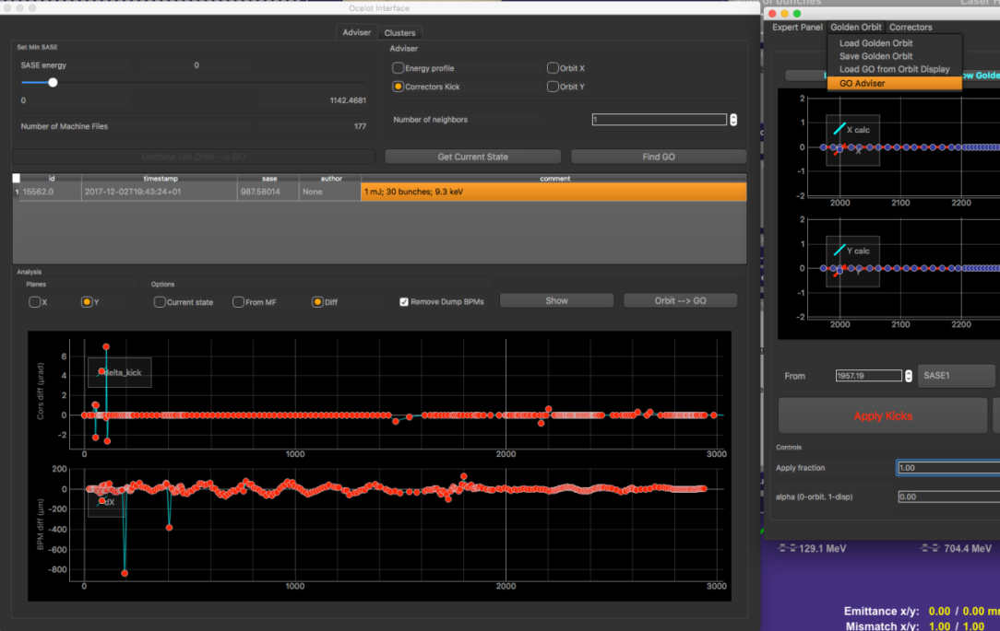 Ocelot Interface
Adviser Clusters
Set Min SASE
SASE energy 0
0 1142.4681
Number of Machine Files 177
Adviser
Energy profile Orbit X
Correctors Kick Orbit Y
Number of neighbors 1
Machine File Orbit --> GO Get Current State Find GO
id timestamp sase author comment
1 15562.0 2017-12-02T19:43:24+01 987.58014 None 1 mJ; 30 bunches; 9.3 keV
Analysis
Planes Options
X Y Current state From MF Diff Remove Dump BPMs Show Orbit --> GO
Cors diff (µrad)
6
4
2
0
-2
delta_kick
0 1000 2000 3000
BPM diff (µm)
200
0
-200
-400
-600
-800
dX
0 1000 2000 3000
of bunches
Expert Panel Golden Orbit Correctors
Load Golden Orbit
Save Golden Orbit
Load GO from Orbit Display
GO Adviser
ow Golde
2
1
0
-1
-2
X calc
X
2000 2100 2200
2
1
0
-1
-2
Y calc
Y
2000 2100 2200
From 1957.19 SASE1
Apply Kicks
Controls
Apply fraction 1.00
alpha (0-orbit. 1-disp) 0.00
129.1 MeV 704.4 MeV
Emittance x/y: 0.00 / 0.00 m
Mismatch x/y: 1.00 / 1.00